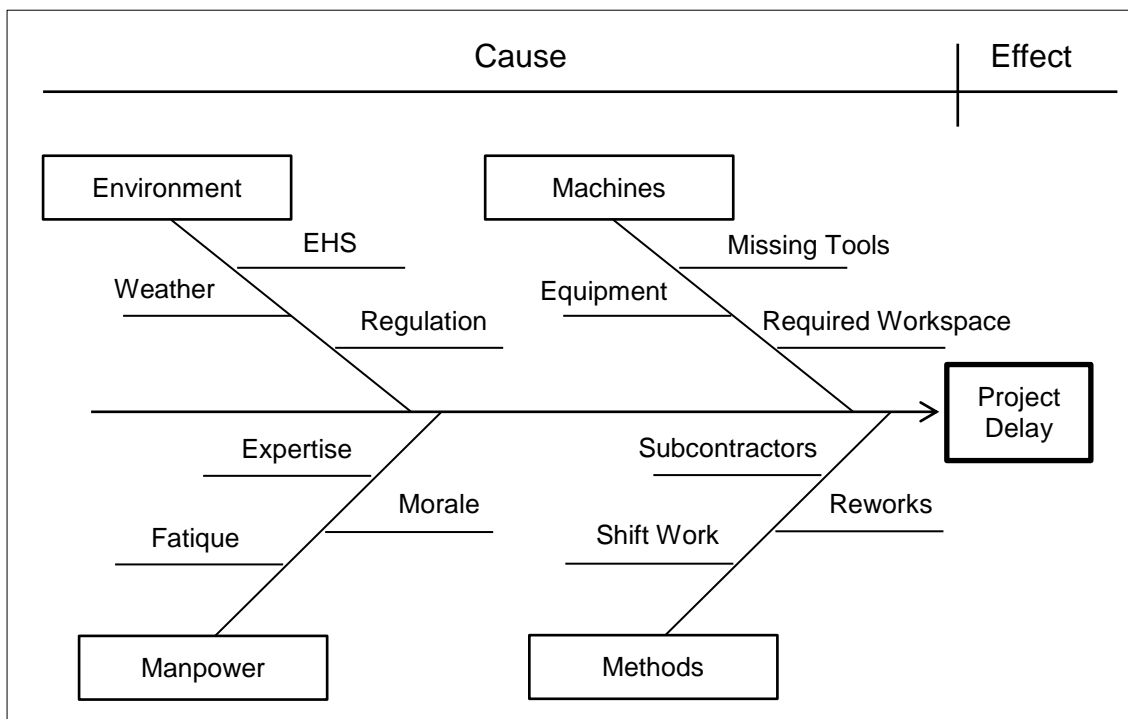 Cause
Effect
Environment
Machines
EHS
Missing Tools
Weather
Equipment
Regulation
Required Workspace
Project
Delay
Expertise
Subcontractors
Morale
Reworks
Fatique
Shift Work
Manpower
Methods